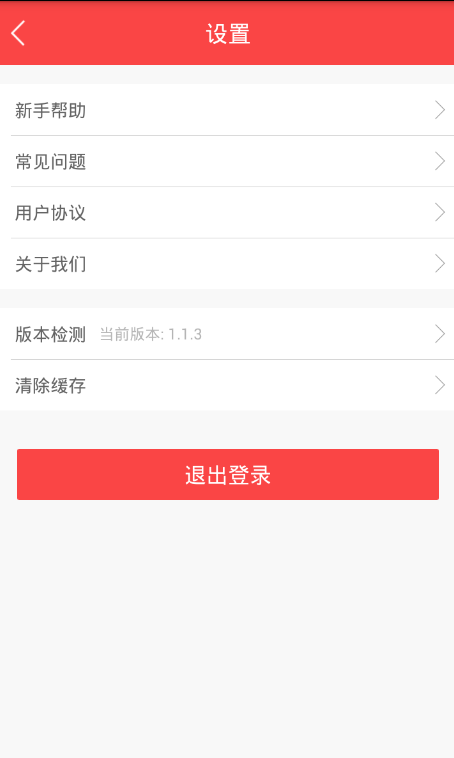 设置
新手帮助
常见问题
用户协议
关于我们
版本检测 当前版本: 1.1.3
清除缓存
退出登录